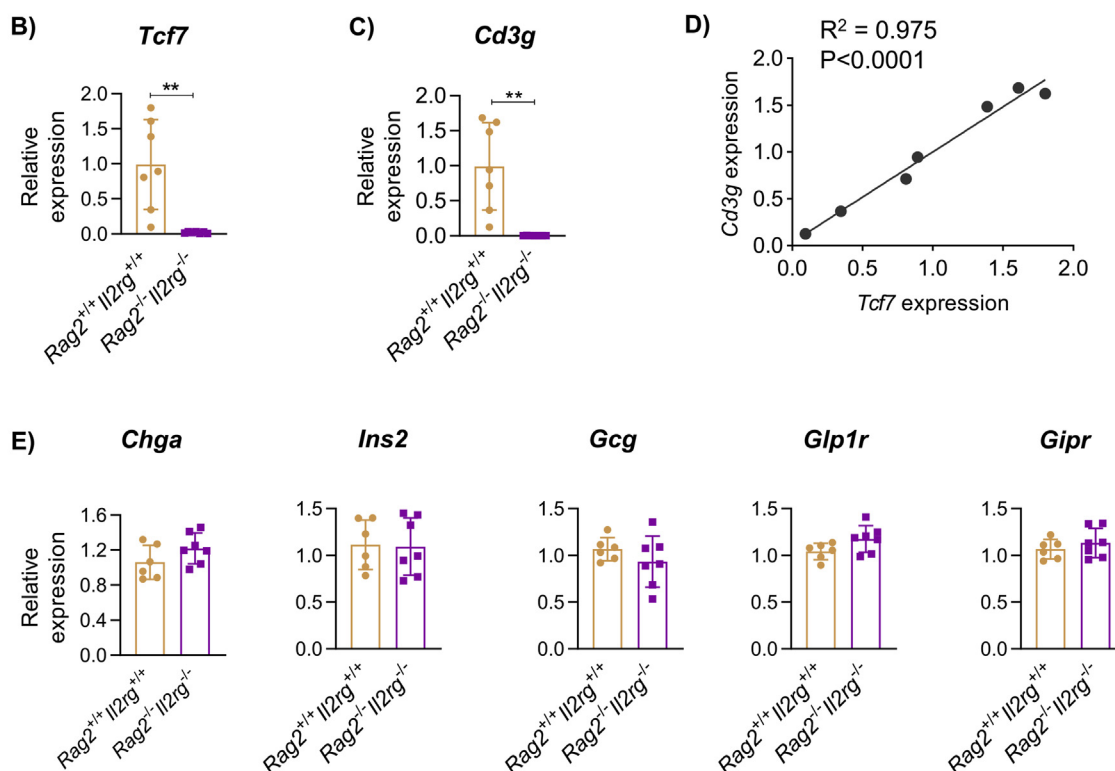 B)
Tcf7
Relative
expression
2.0
1.5
1.0
0.5
0.0
**
Rag2+/+ Il2rg+/+
Rag2-/- Il2rg-/-
C)
Cd3g
Relative
expression
2.0
1.5
1.0
0.5
0.0
**
Rag2+/+ Il2rg+/+
Rag2-/- Il2rg-/-
D)
R2 = 0.975
P<0.0001
Cd3g expression
2.0
1.5
1.0
0.5
0.0
0.0 0.5 1.0 1.5 2.0
Tcf7 expression
E)
Chga
Relative
expression
1.6
1.2
0.8
0.4
0.0
Rag2+/+ Il2rg+/+
Rag2-/- Il2rg-/-
Ins2
1.5
1.0
0.5
0.0
Rag2+/+ Il2rg+/+
Rag2-/- Il2rg-/-
Gcg
1.5
1.0
0.5
0.0
Rag2+/+ Il2rg+/+
Rag2-/- Il2rg-/-
Glp1r
1.5
1.0
0.5
0.0
Rag2+/+ Il2rg+/+
Rag2-/- Il2rg-/-
Gipr
1.5
1.0
0.5
0.0
Rag2+/+ Il2rg+/+
Rag2-/- Il2rg-/-